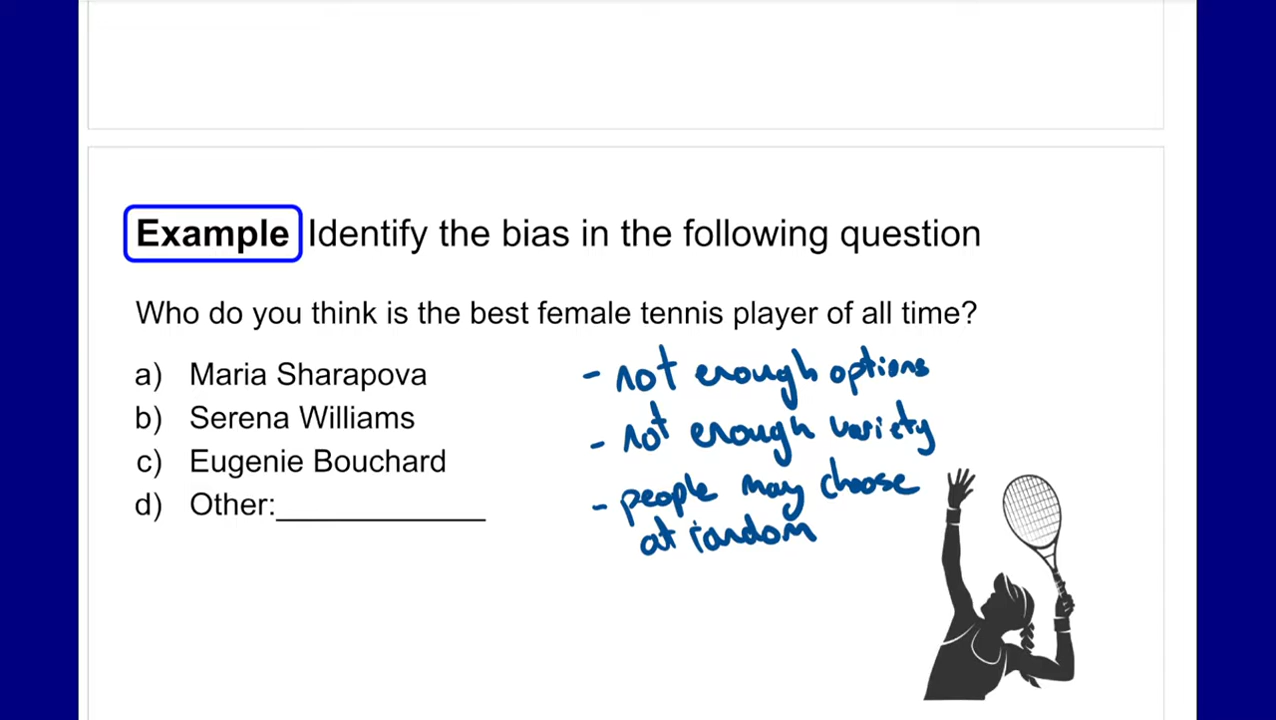 Example Identify the bias in the following question
Who do you think is the best female tennis player of all time?
a) Maria Sharapova
b) Serena Williams
c) Eugenie Bouchard
d) Other:____________
- not enough options
- not enough variety
- people may choose
at random